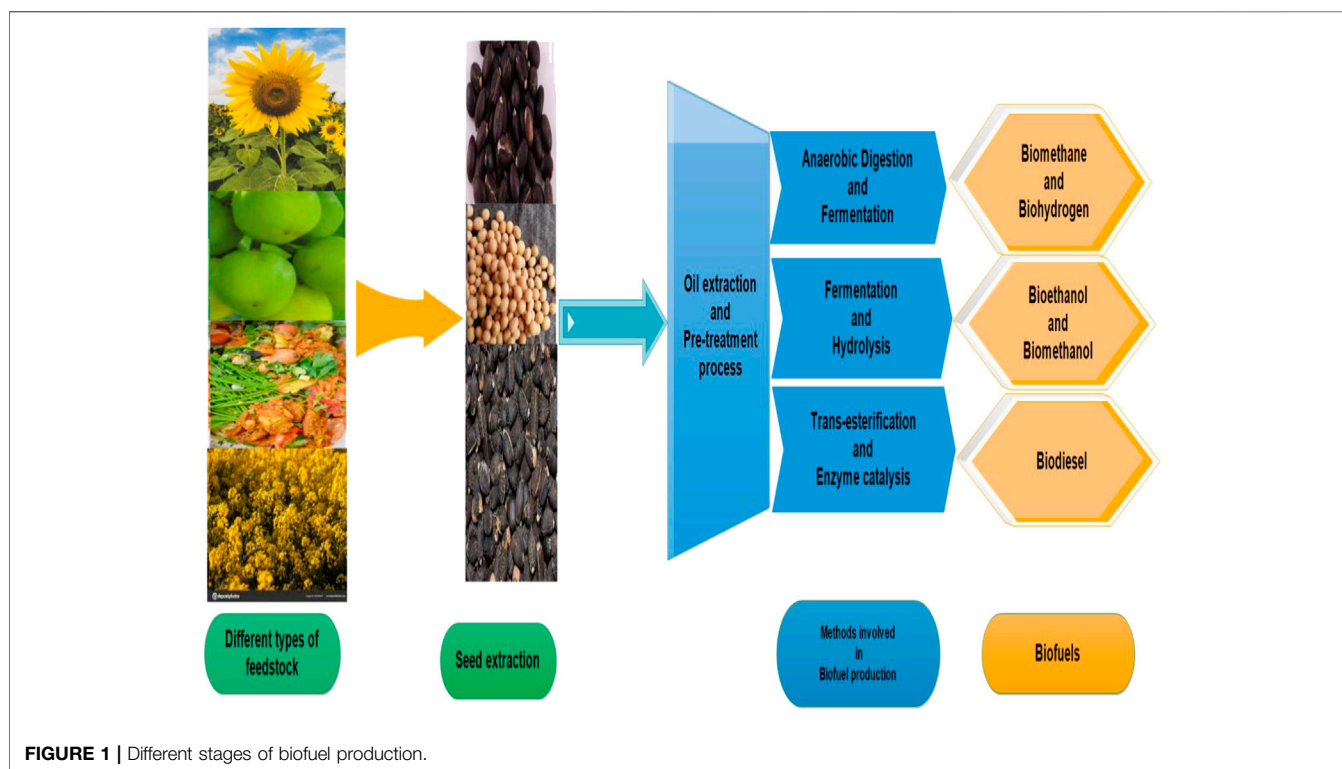 Oil extraction
and
Pre-treatment
process
Anaerobic Digestion
and
Fermentation
Biomethane
and
Biohydrogen
Fermentation
and
Hydrolysis
Bioethanol
and
Biomethanol
Trans-esterification
and
Enzyme catalysis
Biodiesel
depositphotos
Different types of
feedstock
Seed extraction
Methods involved
in
Biofuel production
Biofuels
FIGURE 1 | Different stages of biofuel production.